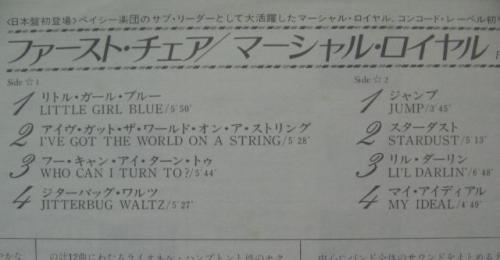 〈日本盤初登場〉ベイシー楽団のサブ・リーダーとして大活躍したマーシャル・ロイヤル、コンコード・レーベル初
ファースト・チェア/マーシャル・ロイヤル
Side☆1
1 リトル・ガール・ブルー
LITTLE GIRL BLUE/5'50"
2 アイヴ・ガット・ザ・ワールド・オン・ア・ストリング
I'VE GOT THE WORLD ON A STRING/5'28"
3 フー・キャン・アイ・ターン・トゥ
WHO CAN I TURN TO?/5'44"
4 ジターバッグ・ワルツ
JITTERBUG WALTZ/5'27"
Side☆2
1 ジャンプ
JUMP/3'45"
2 スターダスト
STARDUST/5'13"
3 リル・ダーリン
LI'L DARLIN'/6'48"
4 マイ・アイディアル
MY IDEAL/4'49"